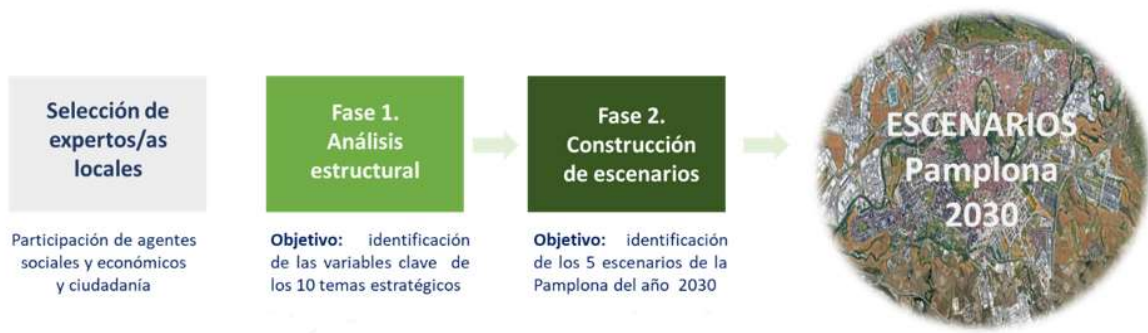 Selección de
expertos/as
locales
Participación de agentes
sociales y económicos
y ciudadanía
Fase 1.
Análisis
estructural
Objetivo: identificación
de las variables clave de
los 10 temas estratégicos
Fase 2.
Construcción
de escenarios
Objetivo: identificación
de los 5 escenarios de la
Pamplona del año 2030
ESCENARIOS
Pamplona
2030